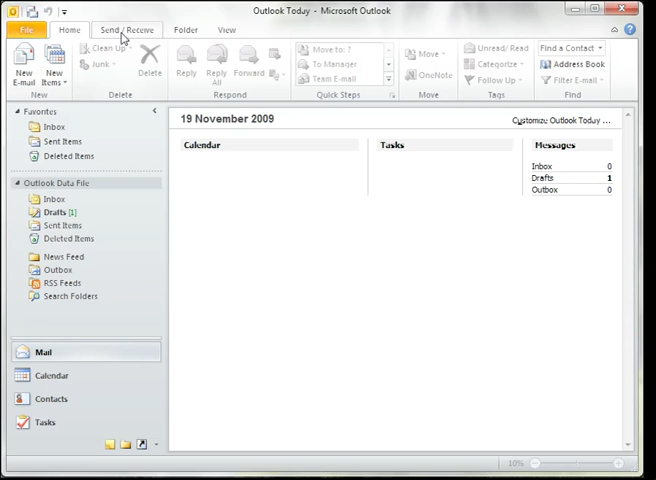 Outlook Today - Microsoft Outlook
File Home Send / Receive Folder View
New E-mail
New Items
New
Clean Up
Junk
Delete
Delete
Reply
Reply All
Forward
Respond
Move to: ?
To Manager
Team E-mail
Quick Steps
Move
OneNote
Move
Unread/ Read
Categorize
Follow Up
Tags
Find a Contact
Address Book
Filter E-mail
Find
Favorites
Inbox
Sent Items
Deleted Items
Outlook Data File
Inbox
Drafts [1]
Sent Items
Deleted Items
News Feed
Outbox
RSS Feeds
Search Folders
Mail
Calendar
Contacts
Tasks
19 November 2009
Customize Outlook Today ...
Calendar
Tasks
Messages
Inbox 0
Drafts 1
Outbox 0
10%